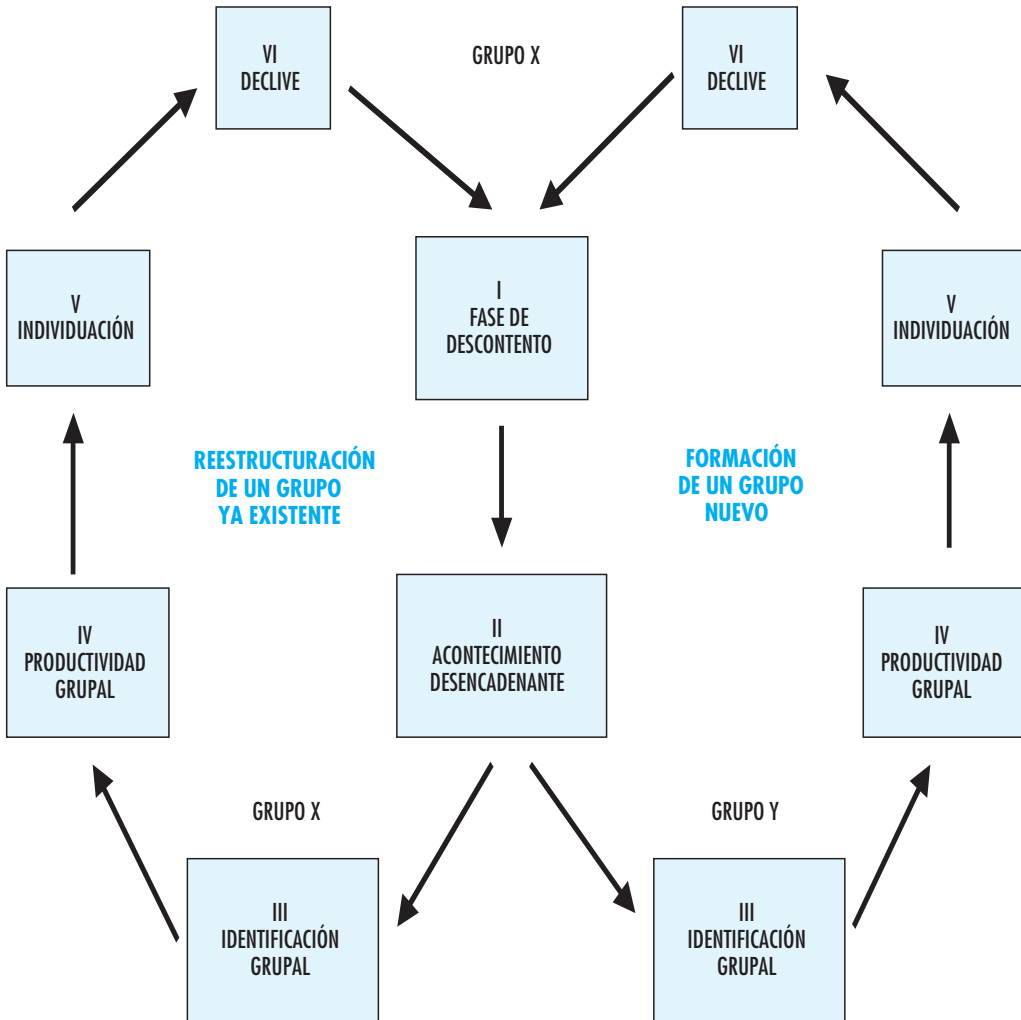 VI
DECLIVE
GRUPO X
VI
DECLIVE
V
INDIVIDUACIÓN
I
FASE DE
DESCONTENTO
V
INDIVIDUACIÓN
REESTRUCTURACIÓN
DE UN GRUPO
YA EXISTENTE
FORMACIÓN
DE UN GRUPO
NUEVO
IV
PRODUCTIVIDAD
GRUPAL
II
ACONTECIMIENTO
DESENCADENANTE
IV
PRODUCTIVIDAD
GRUPAL
GRUPO X
GRUPO Y
III
IDENTIFICACIÓN
GRUPAL
III
IDENTIFICACIÓN
GRUPAL